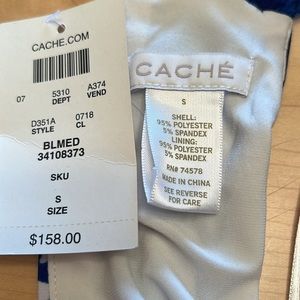 CACHE.COM
07 5310 A374
DEPT VEND
D351A 0718
STYLE CL
BLMED
34108373
SKU
S
SIZE
$158.00
CACHÉ
S
SHELL:
95% POLYESTER
5% SPANDEX
LINING:
95% POLYESTER
5% SPANDEX
RN# 74578
MADE IN CHINA
SEE REVERSE
FOR CARE